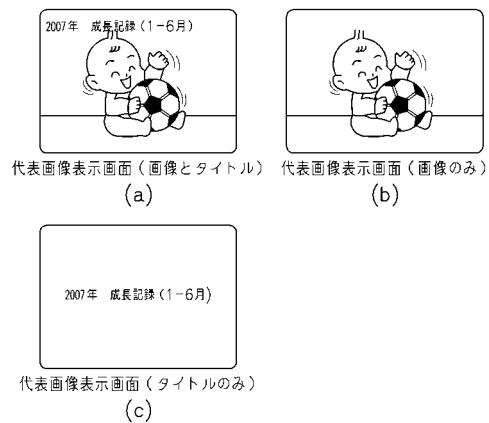 2007年 成長記録(1-6月)
代表画像表示画面(画像とタイトル)
(a)
代表画像表示画面(画像のみ)
(b)
2007年 成長記録(1-6月)
代表画像表示画面(タイトルのみ)
(c)